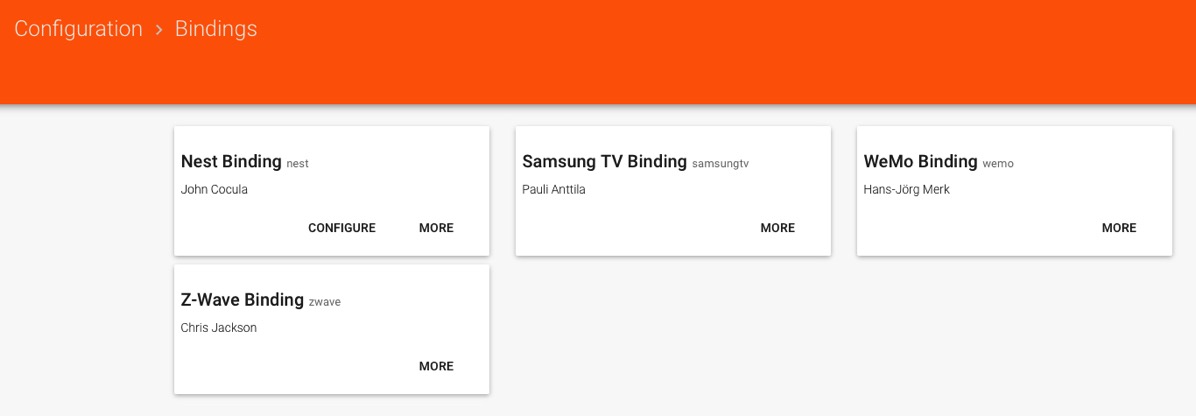 Configuration > Bindings
Nest Binding nest
John Cocula
CONFIGURE MORE
Samsung TV Binding samsungtv
Pauli Anttila
MORE
WeMo Binding wemo
Hans-Jörg Merk
MORE
Z-Wave Binding zwave
Chris Jackson
MORE